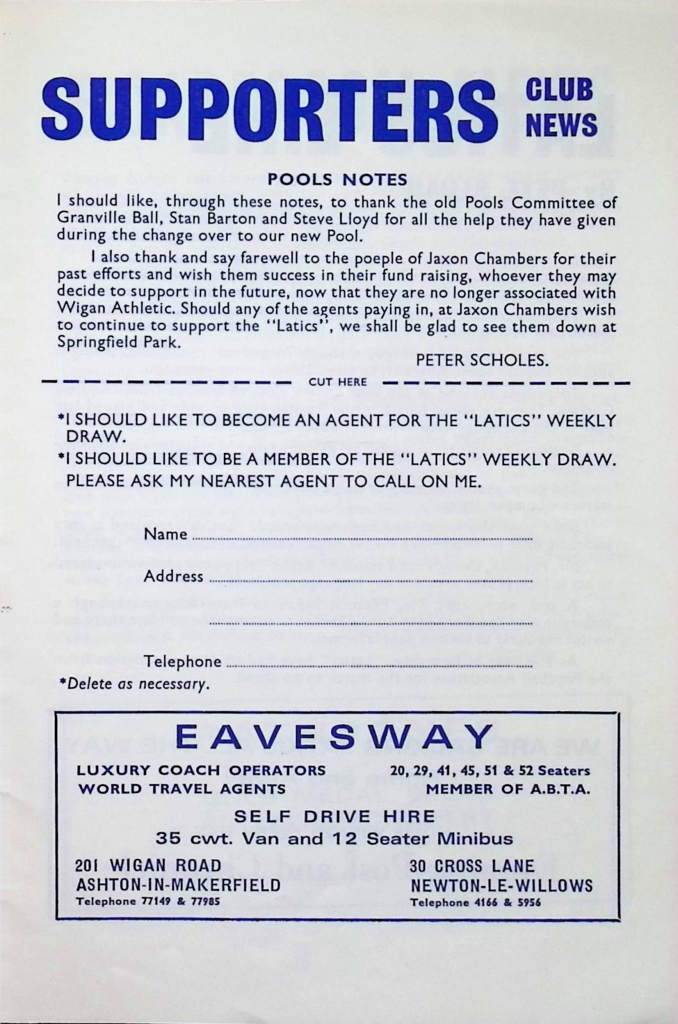 SUPPORTERS CLUB NEWS
POOLS NOTES
I should like, through these notes, to thank the old Pools Committee of
Granville Ball, Stan Barton and Steve Lloyd for all the help they have given
during the change over to our new Pool.
I also thank and say farewell to the poeple of Jaxon Chambers for their
past efforts and wish them success in their fund raising, whoever they may
decide to support in the future, now that they are no longer associated with
Wigan Athletic. Should any of the agents paying in, at Jaxon Chambers wish
to continue to support the "Latics", we shall be glad to see them down at
Springfield Park.
PETER SCHOLES.
CUT HERE
*I SHOULD LIKE TO BECOME AN AGENT FOR THE "LATICS" WEEKLY
DRAW.
*I SHOULD LIKE TO BE A MEMBER OF THE "LATICS" WEEKLY DRAW.
PLEASE ASK MY NEAREST AGENT TO CALL ON ME.
Name
Address
Telephone
*Delete as necessary.
EAVESWAY
LUXURY COACH OPERATORS 20, 29, 41, 45, 51 & 52 Seaters
WORLD TRAVEL AGENTS MEMBER OF A.B.T.A.
SELF DRIVE HIRE
35 cwt. Van and 12 Seater Minibus
201 WIGAN ROAD 30 CROSS LANE
ASHTON-IN-MAKERFIELD NEWTON-LE-WILLOWS
Telephone 77149 & 77985 Telephone 4166 & 5956